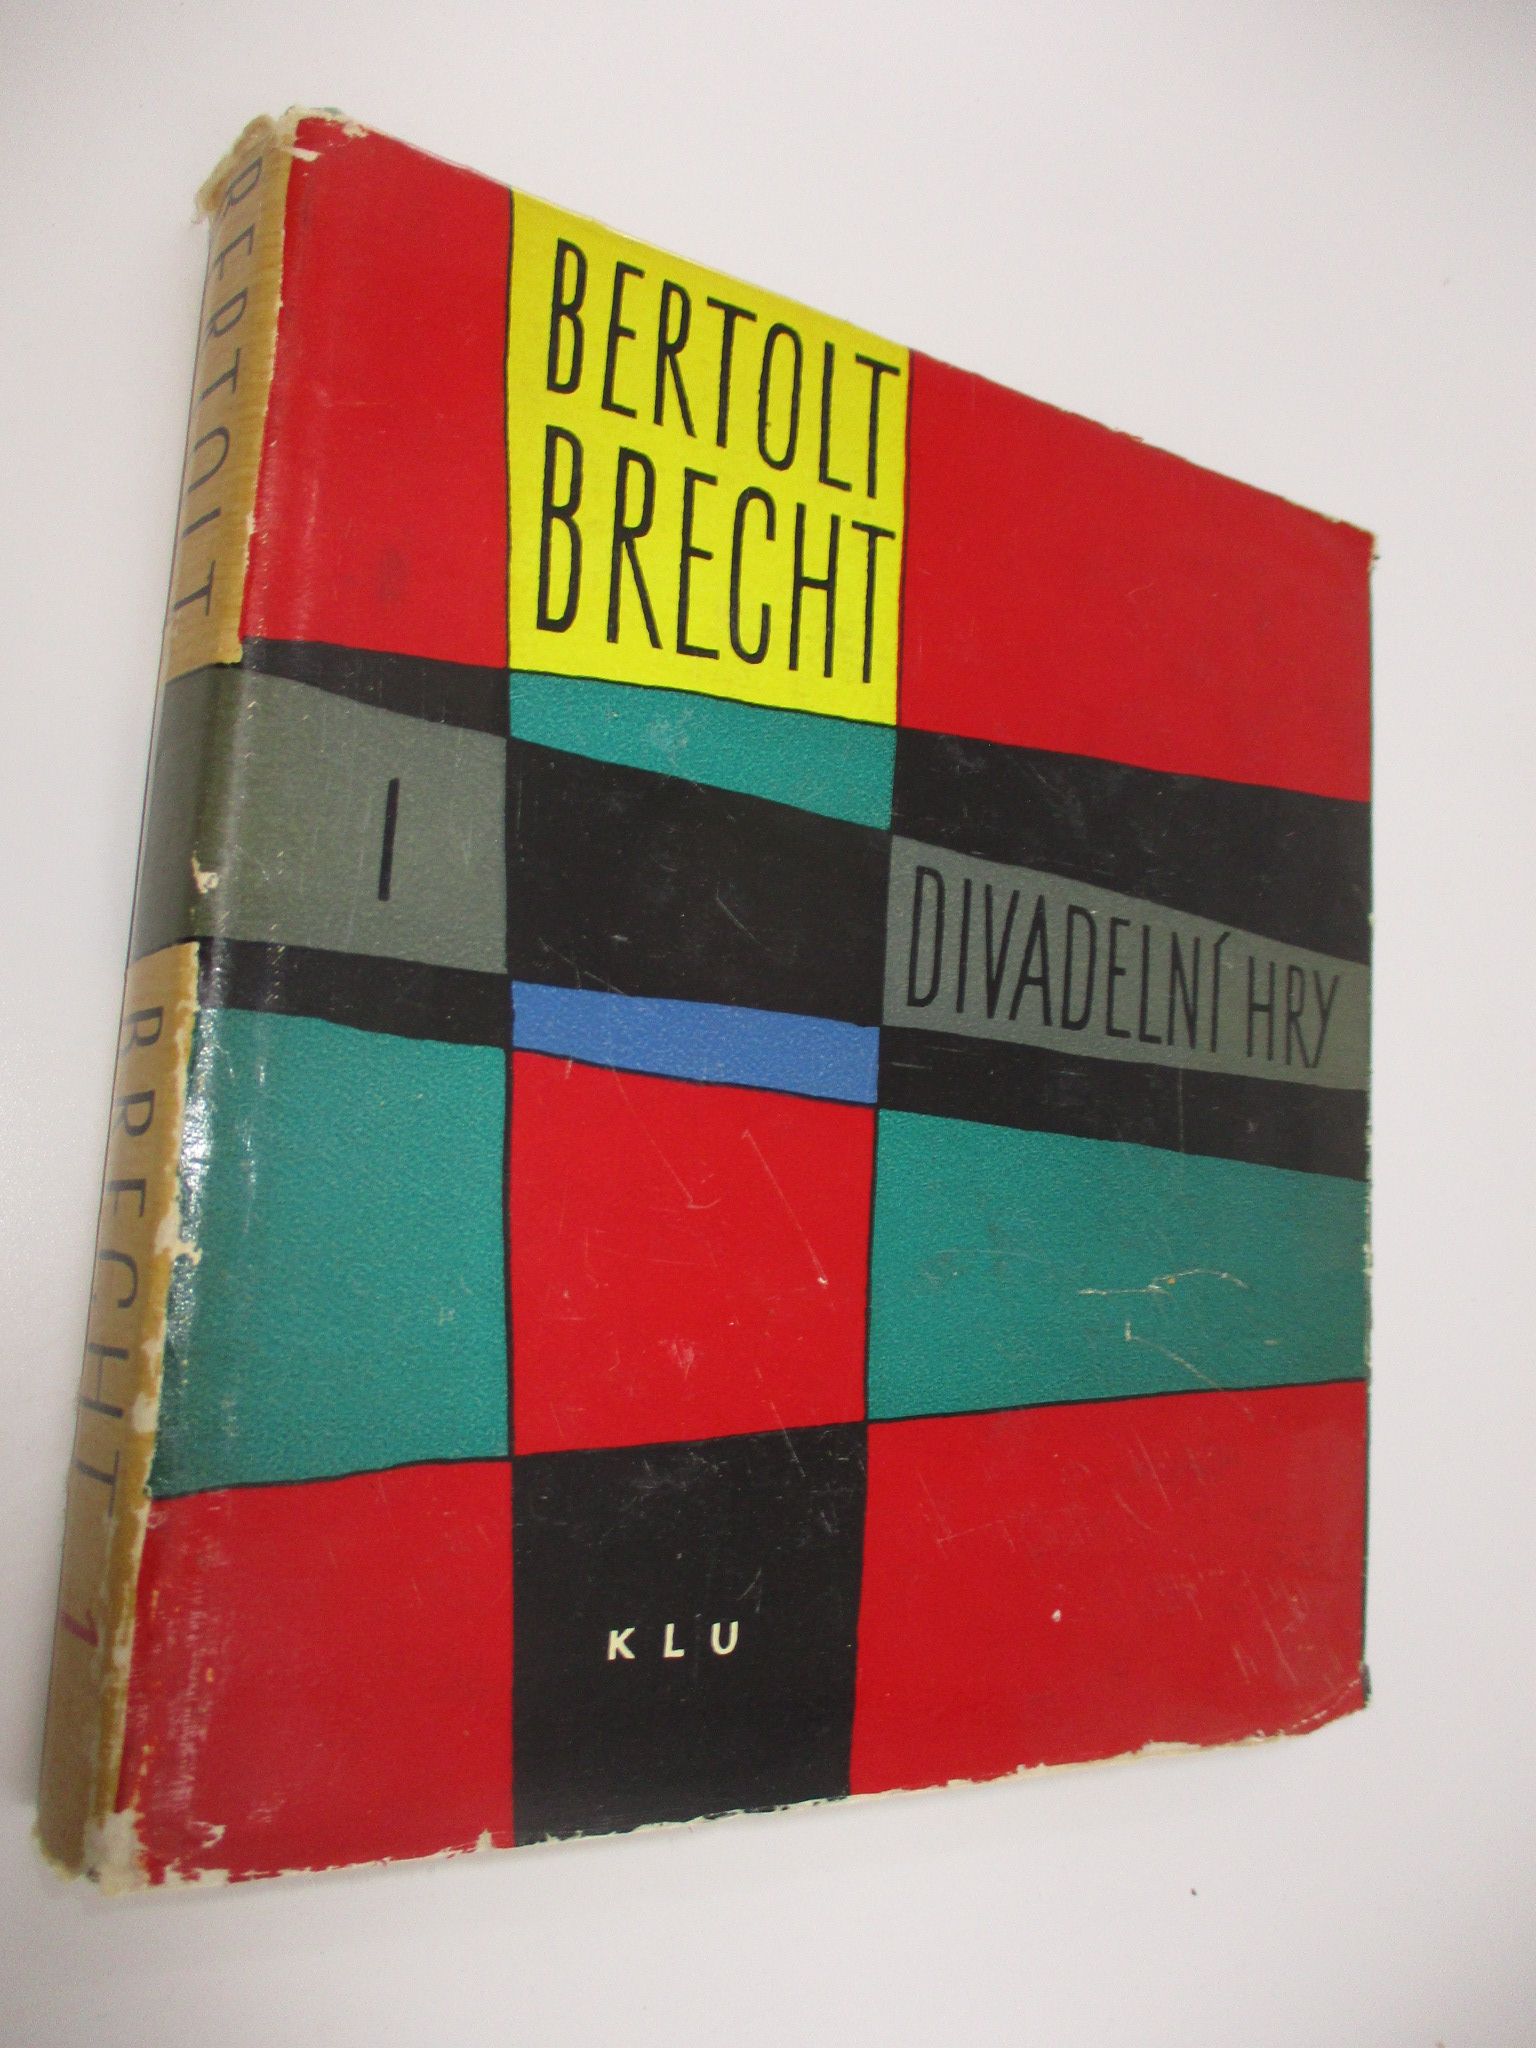 BERTOLT
BRECHT
I
DIVADELNÍ HRY
KLU
BERTOLT BRECHT 1